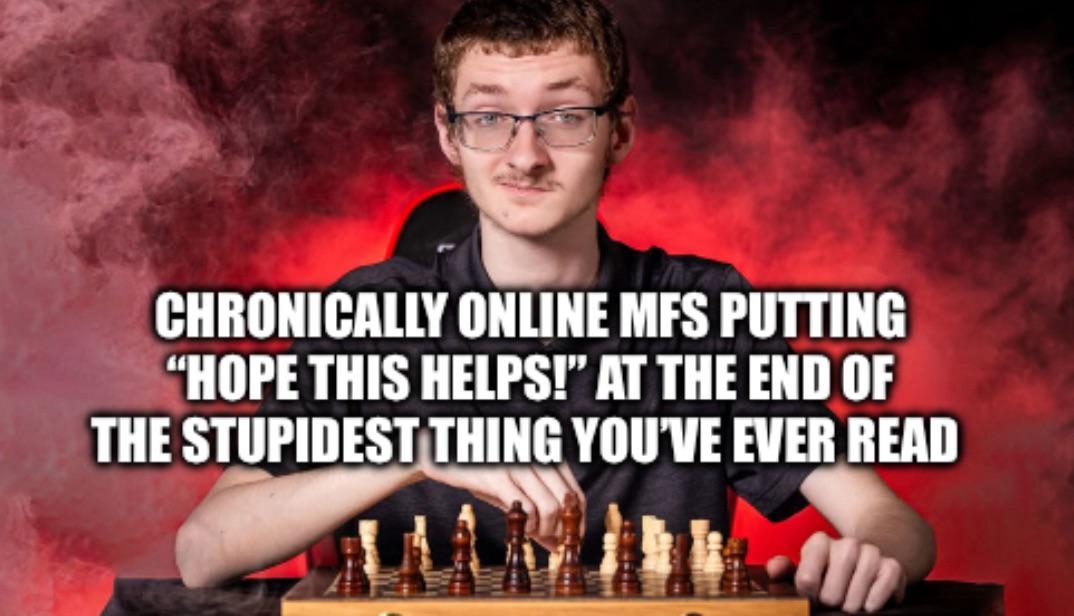 CHRONICALLY ONLINE MFS PUTTING
“HOPE THIS HELPS!” AT THE END OF
THE STUPIDEST THING YOU’VE EVER READ